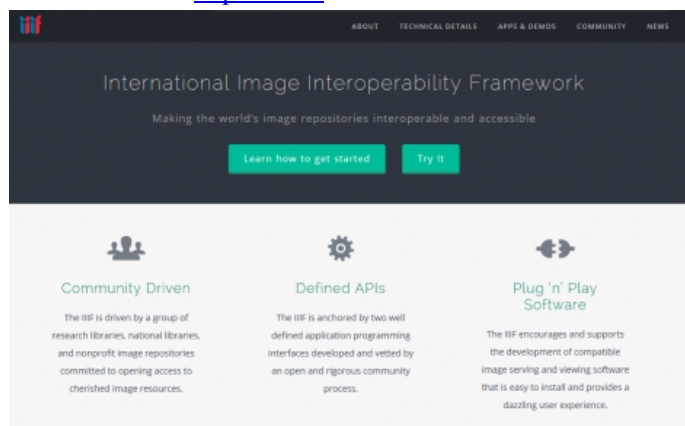 iiif
ABOUT TECHNICAL DETAILS APPS & DEMOS COMMUNITY NEWS
International Image Interoperability Framework
Making the world's image repositories interoperable and accessible
Learn how to get started
Try It
Community Driven
The IIIF is driven by a group of
research libraries, national libraries,
and nonprofit image repositories
committed to opening access to
cherished image resources.
Defined APIs
The IIIF is anchored by two well
defined application programming
interfaces developed and vetted by
an open and rigorous community
process.
Plug 'n' Play
Software
The IIIF encourages and supports
the development of compatible
image serving and viewing software
that is easy to install and provides a
dazzling user experience.